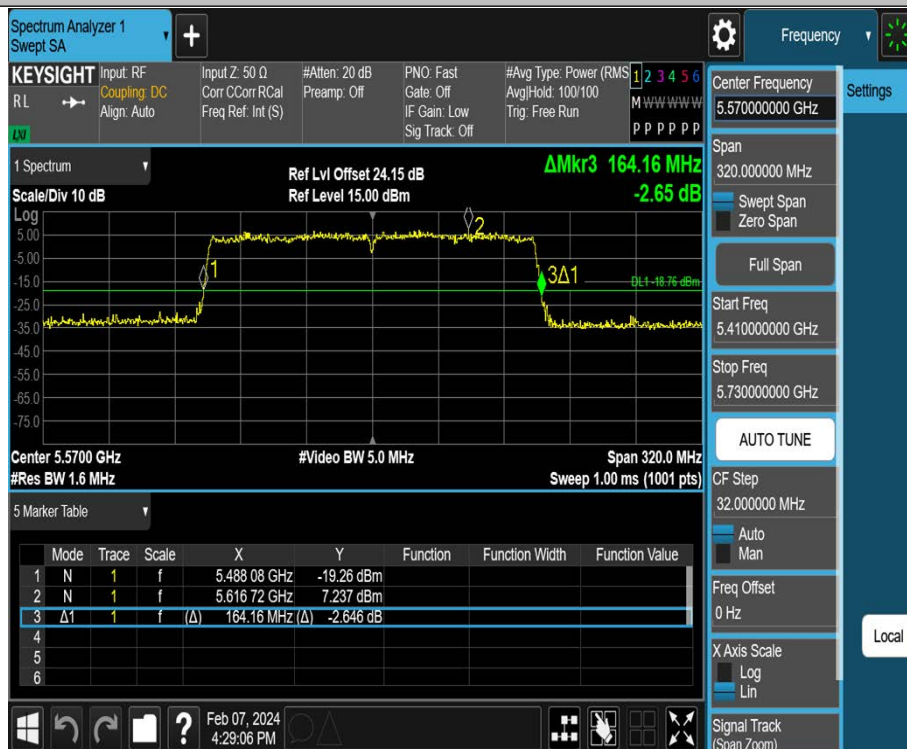 Spectrum Analyzer 1
Swept SA
+
Frequency
KEYSIGHT
RL
LXI
Input: RF
Coupling: DC
Align: Auto
Input Z: 50 Ω
Corr CCorr RCal
Freq Ref: Int (S)
#Atten: 20 dB
Preamp: Off
PNO: Fast
Gate: Off
IF Gain: Low
Sig Track: Off
#Avg Type: Power (RMS
Avg|Hold: 100/100
Trig: Free Run
1 2 3 4 5 6
M W W W W W
P P P P P P
1 Spectrum
Scale/Div 10 dB
Ref Lvl Offset 24.15 dB
Ref Level 15.00 dBm
ΔMkr3 164.16 MHz
-2.65 dB
Log
5.00
-5.00
-15.0
-25.0
-35.0
-45.0
-55.0
-65.0
-75.0
1
2
3Δ1
DL1 -18.76 dBm
Center 5.5700 GHz
#Video BW 5.0 MHz
Span 320.0 MHz
#Res BW 1.6 MHz
Sweep 1.00 ms (1001 pts)
5 Marker Table
Mode Trace Scale X Y Function Function Width Function Value
1 N 1 f 5.488 08 GHz -19.26 dBm
2 N 1 f 5.616 72 GHz 7.237 dBm
3 Δ1 1 f (Δ) 164.16 MHz (Δ) -2.646 dB
4
5
6
Center Frequency
5.570000000 GHz
Settings
Span
320.000000 MHz
Swept Span
Zero Span
Full Span
Start Freq
5.410000000 GHz
Stop Freq
5.730000000 GHz
AUTO TUNE
CF Step
32.000000 MHz
Auto
Man
Freq Offset
0 Hz
Local
X Axis Scale
Log
Lin
Signal Track
(Span Zoom)
?
Feb 07, 2024
4:29:06 PM